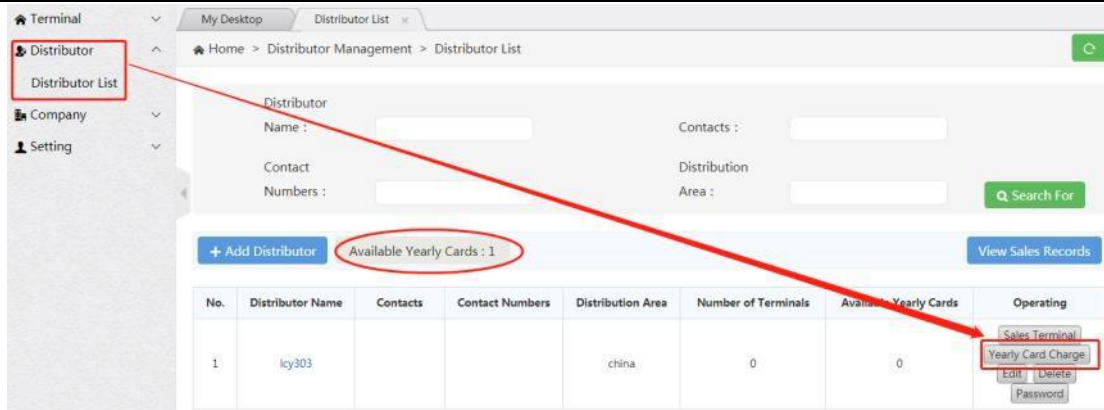 Terminal
Distributor
Distributor List
Company
Setting
My Desktop
Distributor List ×
Home > Distributor Management > Distributor List
Distributor
Name :
Contacts :
Contact
Numbers :
Distribution
Area :
Search For
+ Add Distributor
Available Yearly Cards : 1
View Sales Records
No. Distributor Name Contacts Contact Numbers Distribution Area Number of Terminals Available Yearly Cards Operating
1 lcy303 china 0 0
Sales Terminal
Yearly Card Charge
Edit Delete
Password